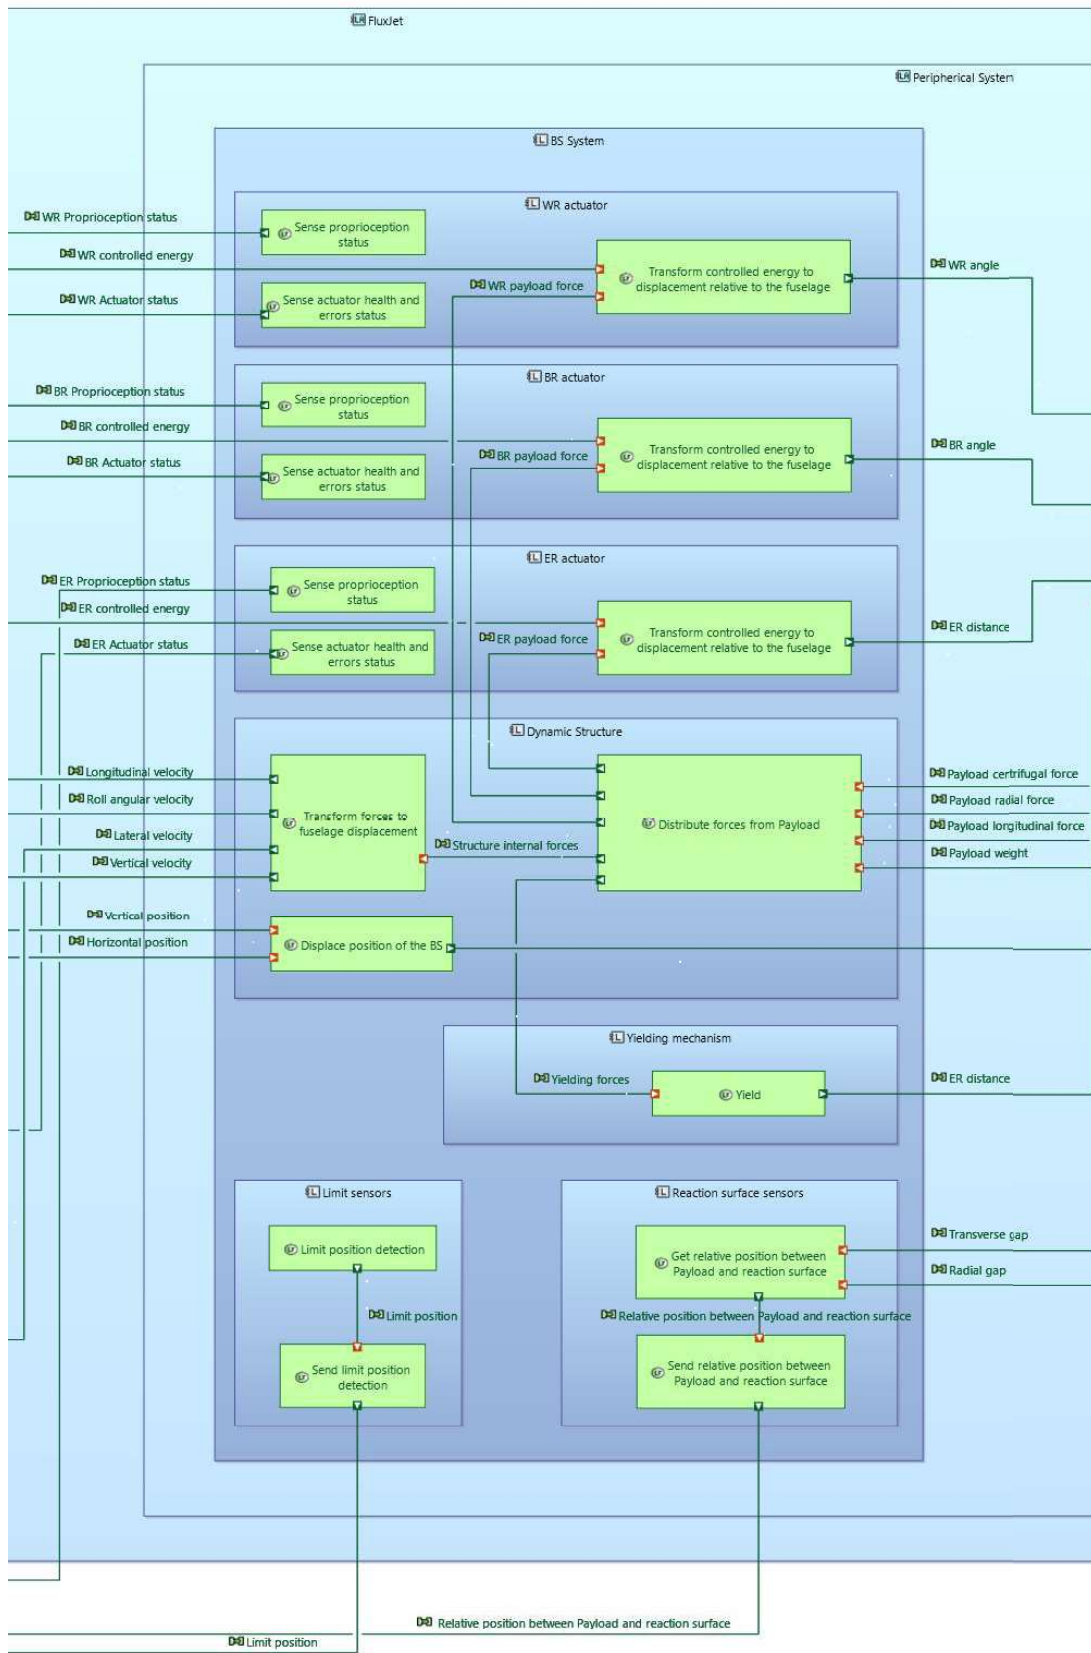 FluxJet
Peripherical System
BS System
WR actuator
WR Proprioception status
Sense proprioception
status
WR controlled energy
Transform controlled energy to
displacement relative to the fuselage
WR angle
WR payload force
WR Actuator status
Sense actuator health and
errors status
BR actuator
BR Proprioception status
Sense proprioception
status
BR controlled energy
Transform controlled energy to
displacement relative to the fuselage
BR angle
BR payload force
BR Actuator status
Sense actuator health and
errors status
ER actuator
ER Proprioception status
Sense proprioception
status
ER controlled energy
Transform controlled energy to
displacement relative to the fuselage
ER distance
ER payload force
ER Actuator status
Sense actuator health and
errors status
Dynamic Structure
Longitudinal velocity
Roll angular velocity
Lateral velocity
Vertical velocity
Transform forces to
fuselage displacement
Structure internal forces
Distribute forces from Payload
Payload certrifugal force
Payload radial force
Payload lorgitudinal force
Payload weight
Vertical position
Horizontal position
Displace position of the BS
Yielding mechanism
Yielding forces
Yield
ER distance
Limit sensors
Limit position detection
Limit position
Send limit position
detection
Reaction surface sensors
Get relative position between
Payload and reaction surface
Transverse gap
Radial gap
Relative position between Payload and reaction surface
Send relative position between
Payload and reaction surface
Relative position between Payload and reaction surface
Limit position